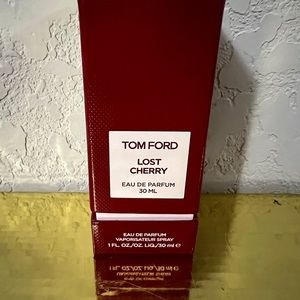 TOM FORD
LOST
CHERRY
EAU DE PARFUM
30 ML
EAU DE PARFUM
VAPORISATEUR SPRAY
1 FL. OZ./OZ. LIQ./30 ml ℮